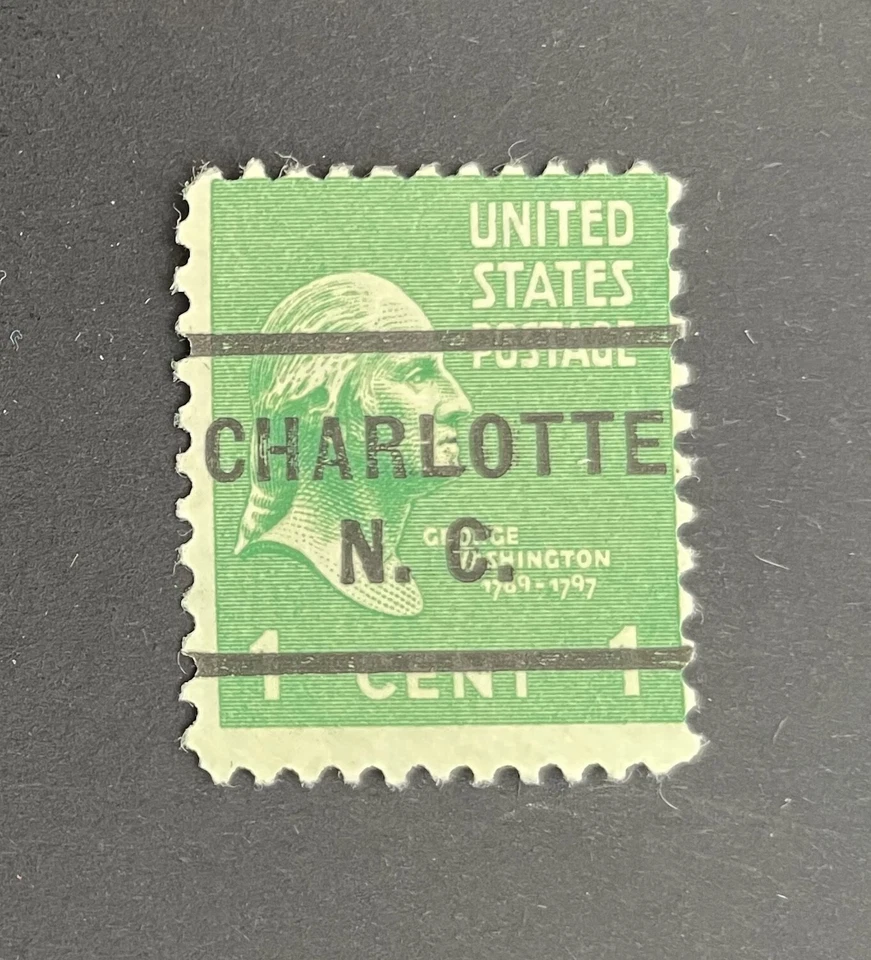 UNITED
STATES
POSTAGE
CHARLOTTE
N. C.
GEORGE
WASHINGTON
1789-1797
1 CENT 1